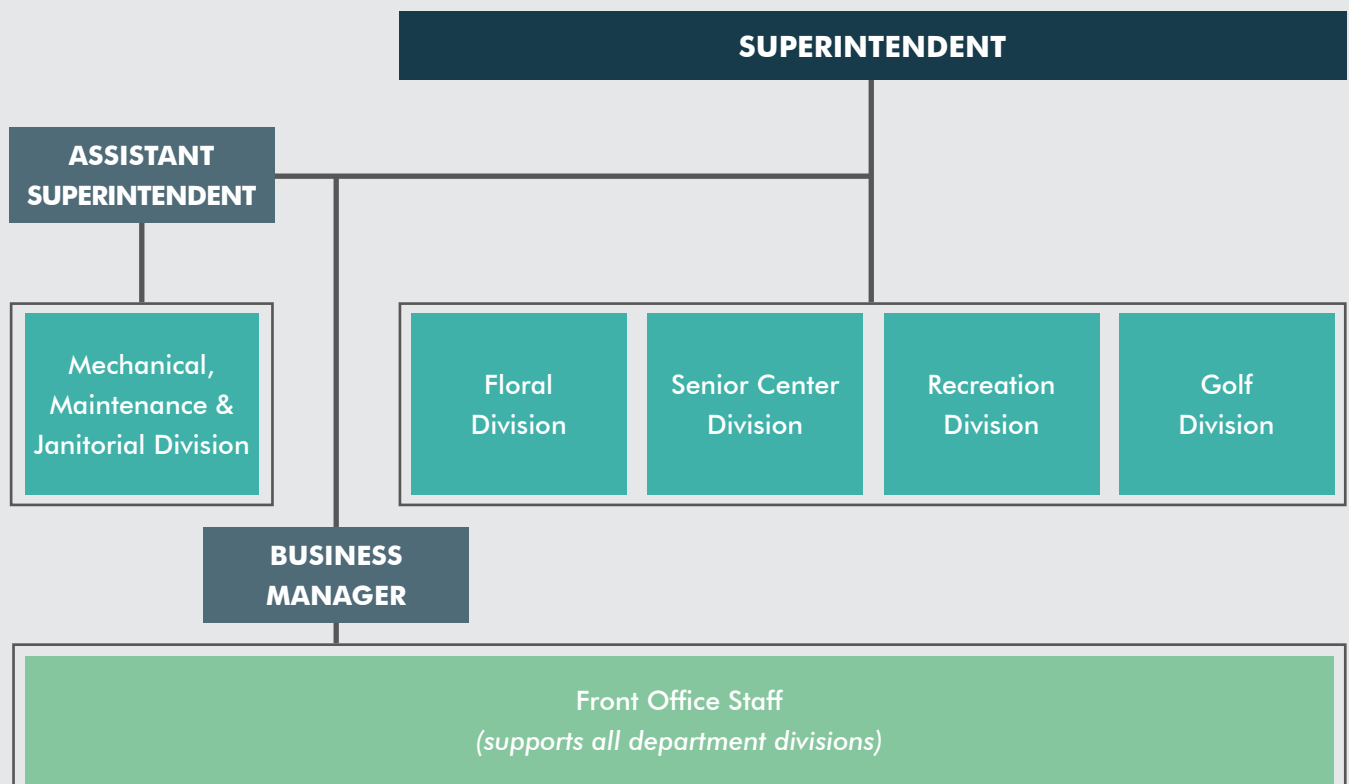 SUPERINTENDENT
ASSISTANT
SUPERINTENDENT
Mechanical,
Maintenance &
Janitorial Division
Floral
Division
Senior Center
Division
Recreation
Division
Golf
Division
BUSINESS
MANAGER
Front Office Staff
(supports all department divisions)